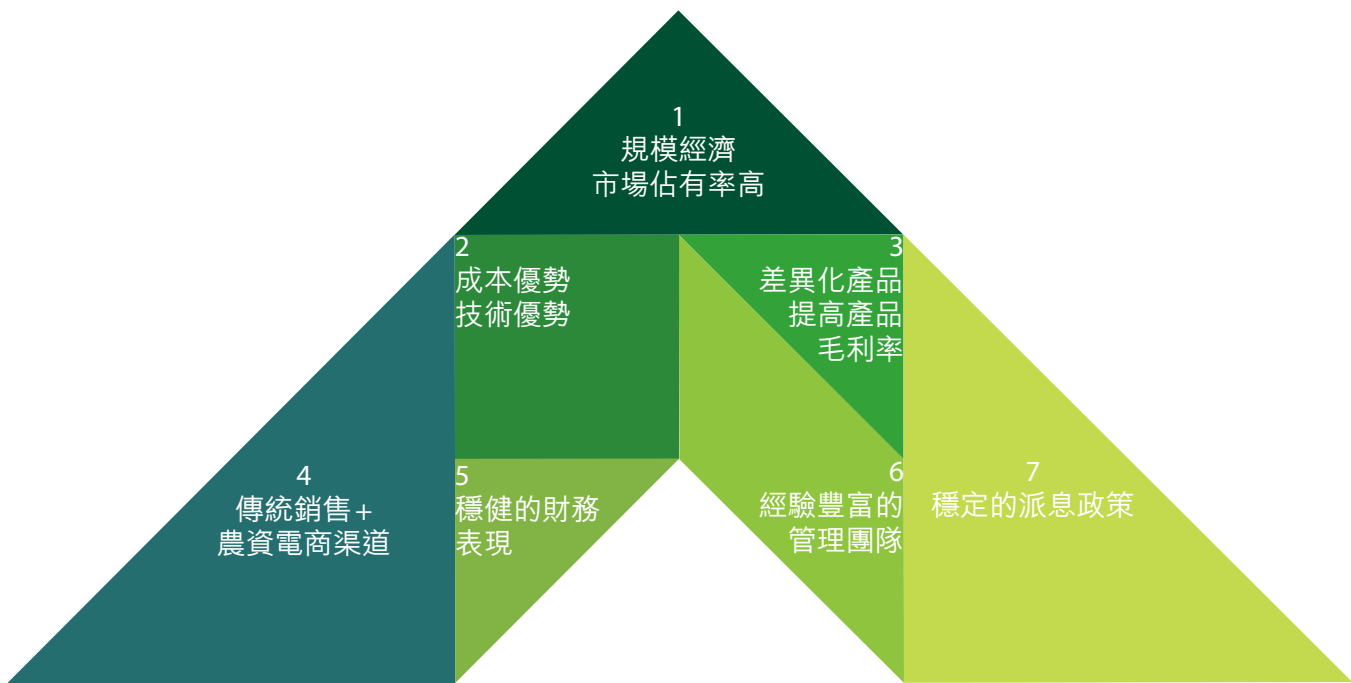 1
規模經濟
市場佔有率高
2
成本優勢
技術優勢
3
差異化產品
提高產品
毛利率
4
傳統銷售+
農資電商渠道
5
穩健的財務
表現
6
經驗豐富的
管理團隊
7
穩定的派息政策